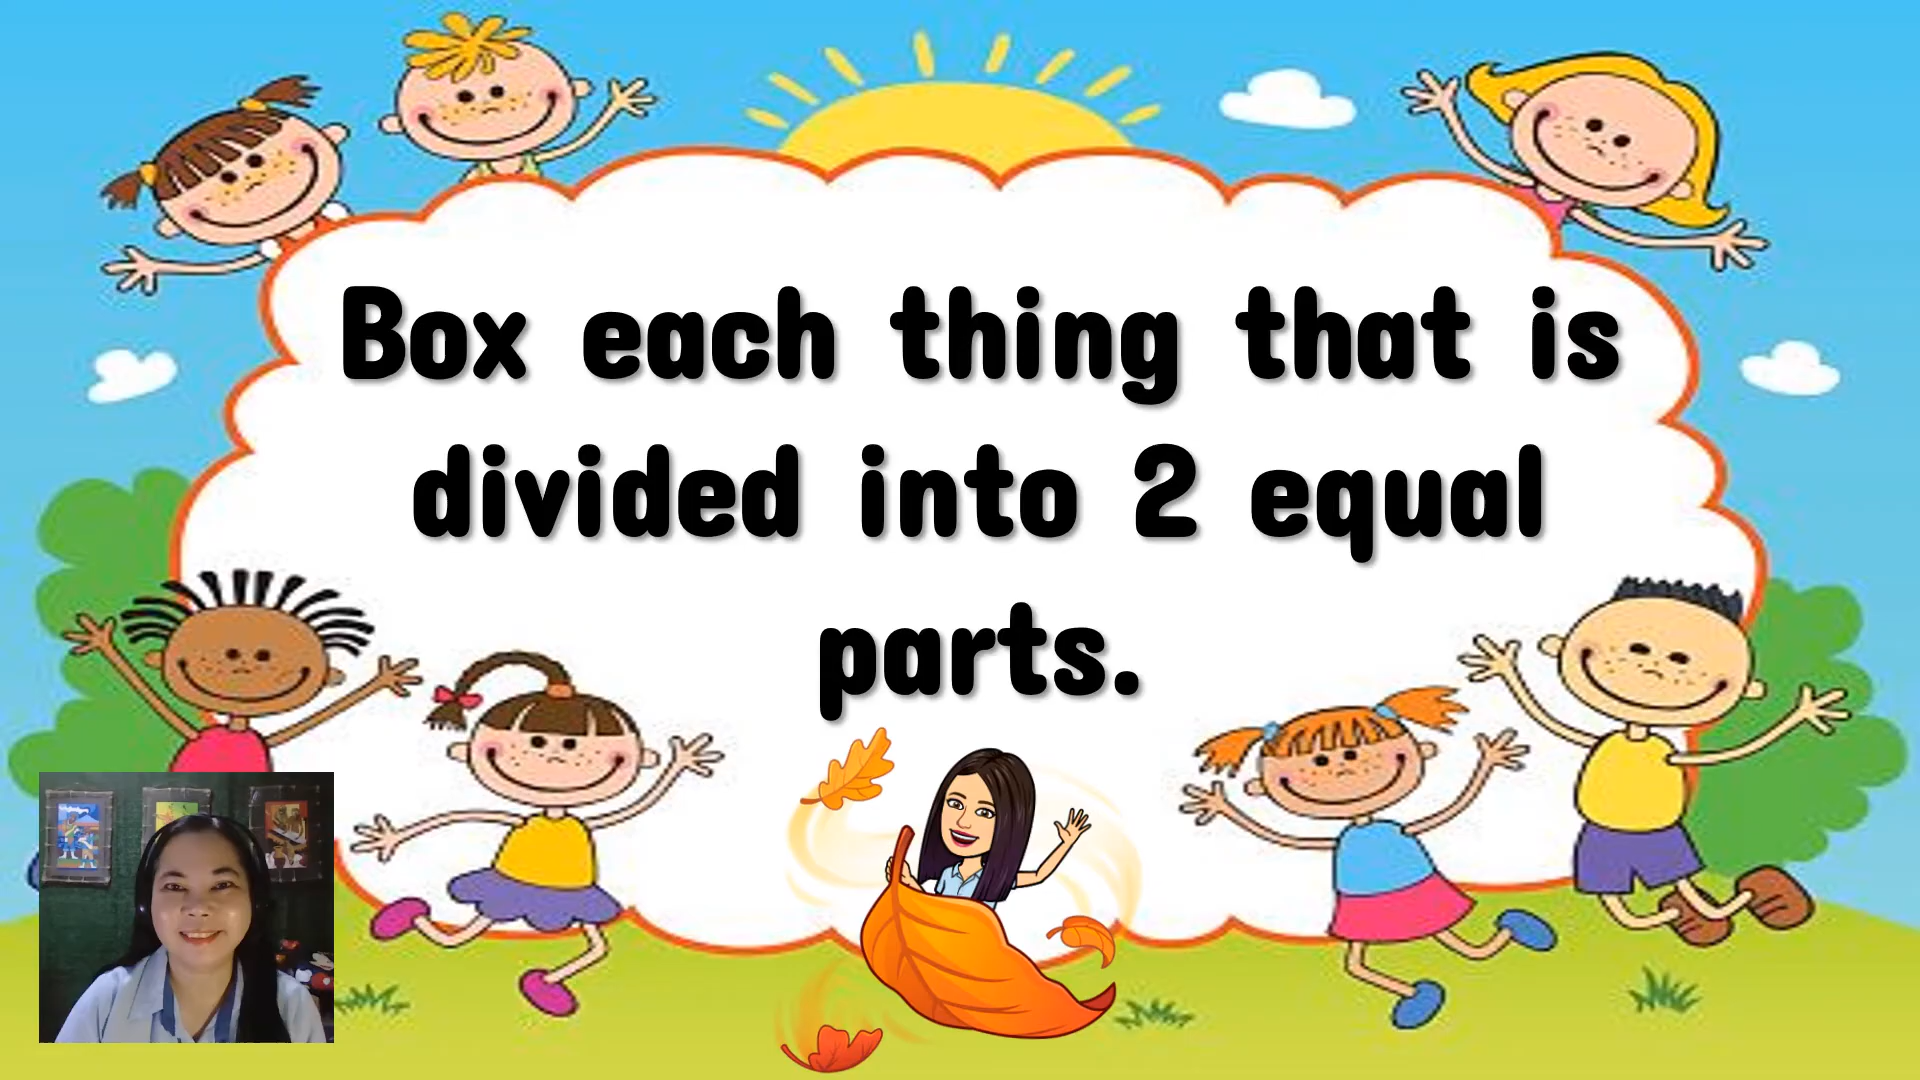 Box each thing that is
divided into 2 equal
parts.